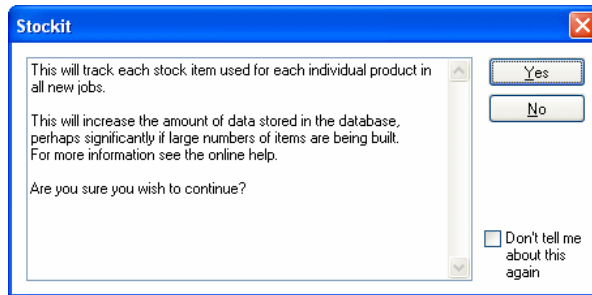 Stockit
This will track each stock item used for each individual product in
all new jobs.
This will increase the amount of data stored in the database,
perhaps significantly if large numbers of items are being built.
For more information see the online help.
Are you sure you wish to continue?
Yes
No
Don't tell me
about this
again